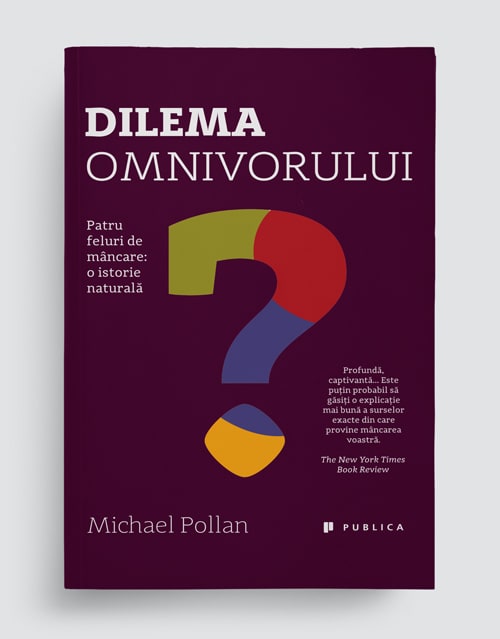 DILEMA
OMNIVORULUI
Patru
feluri de
mâncare:
o istorie
naturală
Profundă,
captivantă... Este
puțin probabil să
găsiți o explicație
mai bună a surselor
exacte din care
provine mâncarea
voastră.
The New York Times
Book Review
Michael Pollan
PUBLICA